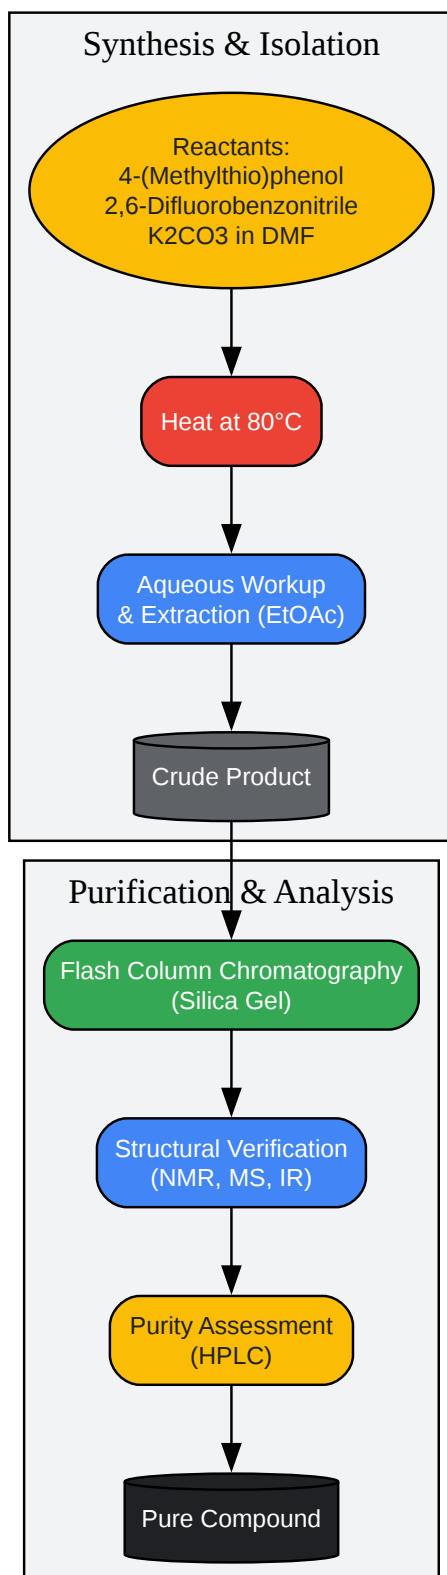 Synthesis & Isolation
Reactants:
4-(Methylthio)phenol
2,6-Difluorobenzonitrile
K2CO3 in DMF
Heat at 80°C
Aqueous Workup
& Extraction (EtOAc)
Crude Product
Purification & Analysis
Flash Column Chromatography
(Silica Gel)
Structural Verification
(NMR, MS, IR)
Purity Assessment
(HPLC)
Pure Compound